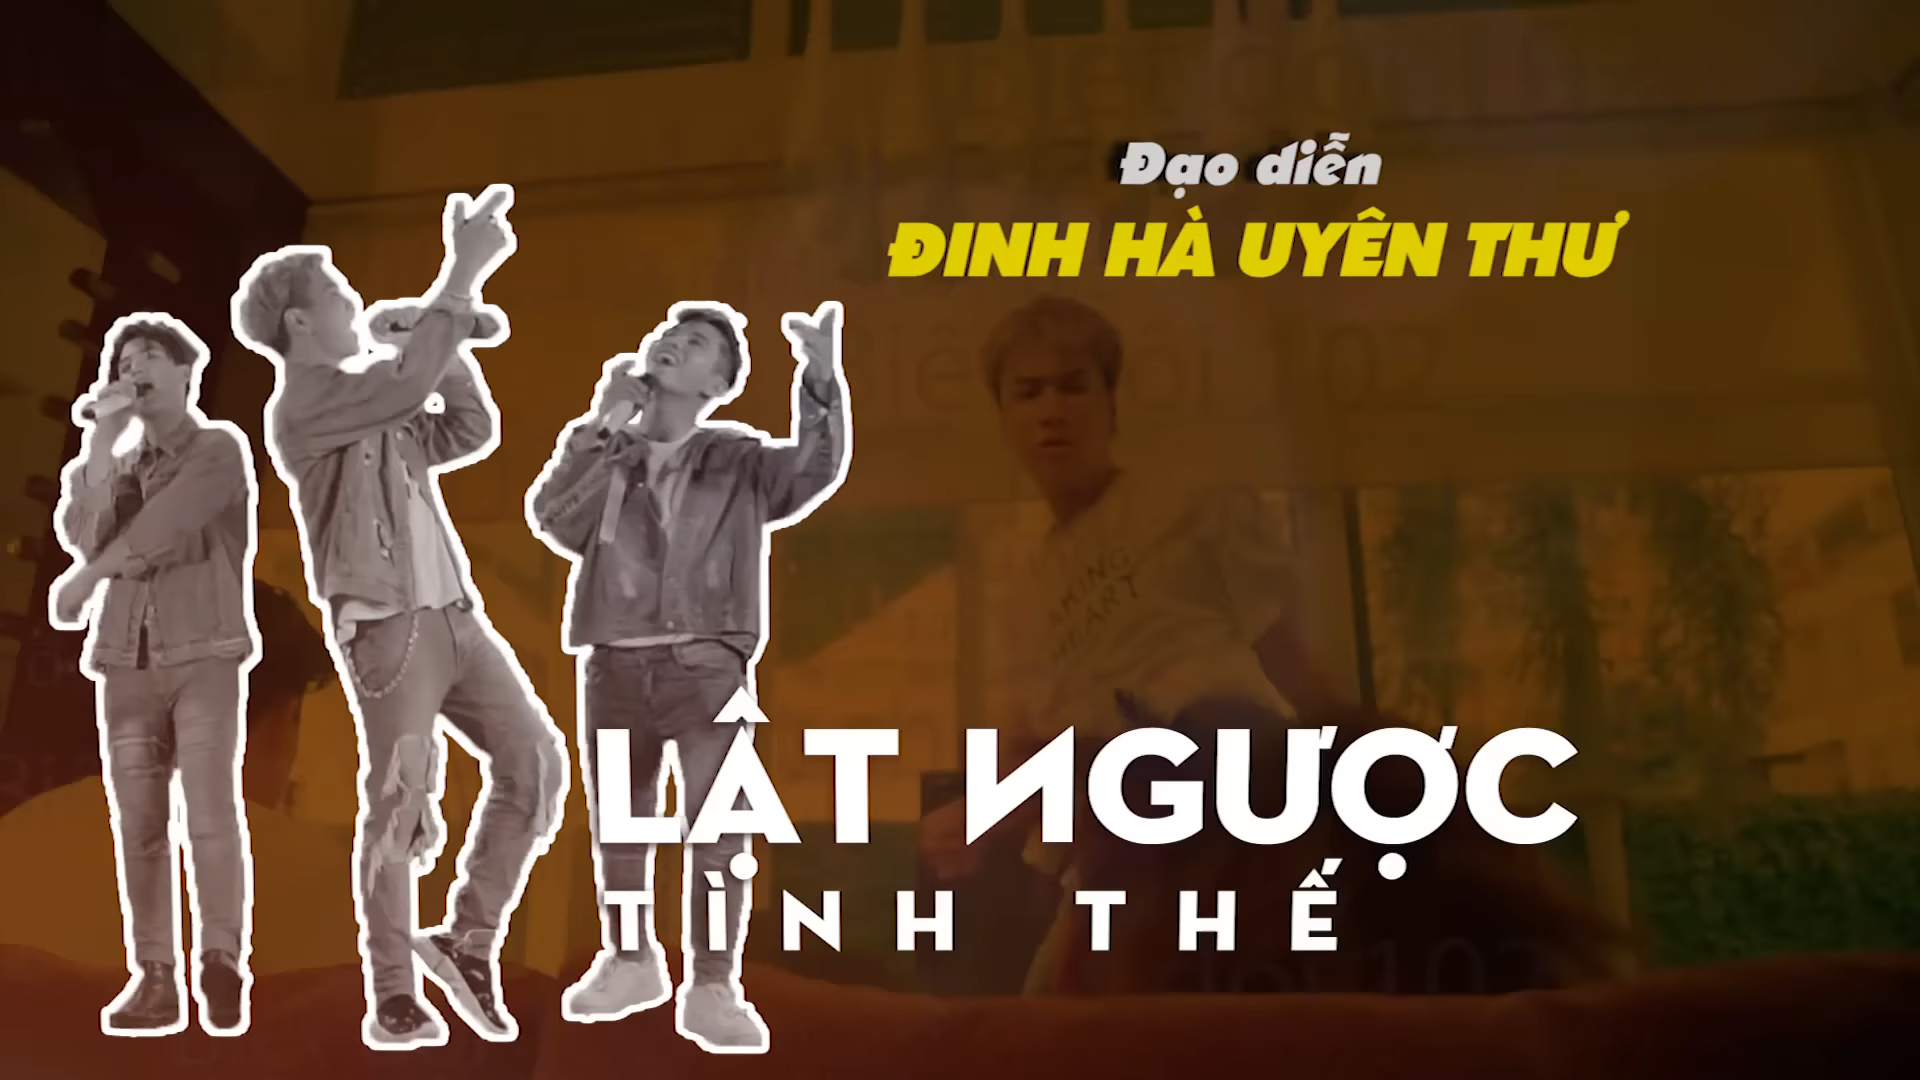 Đạo diễn
ĐINH HÀ UYÊN THƯ
LẬT NGƯỢC
TÌNH THẾ